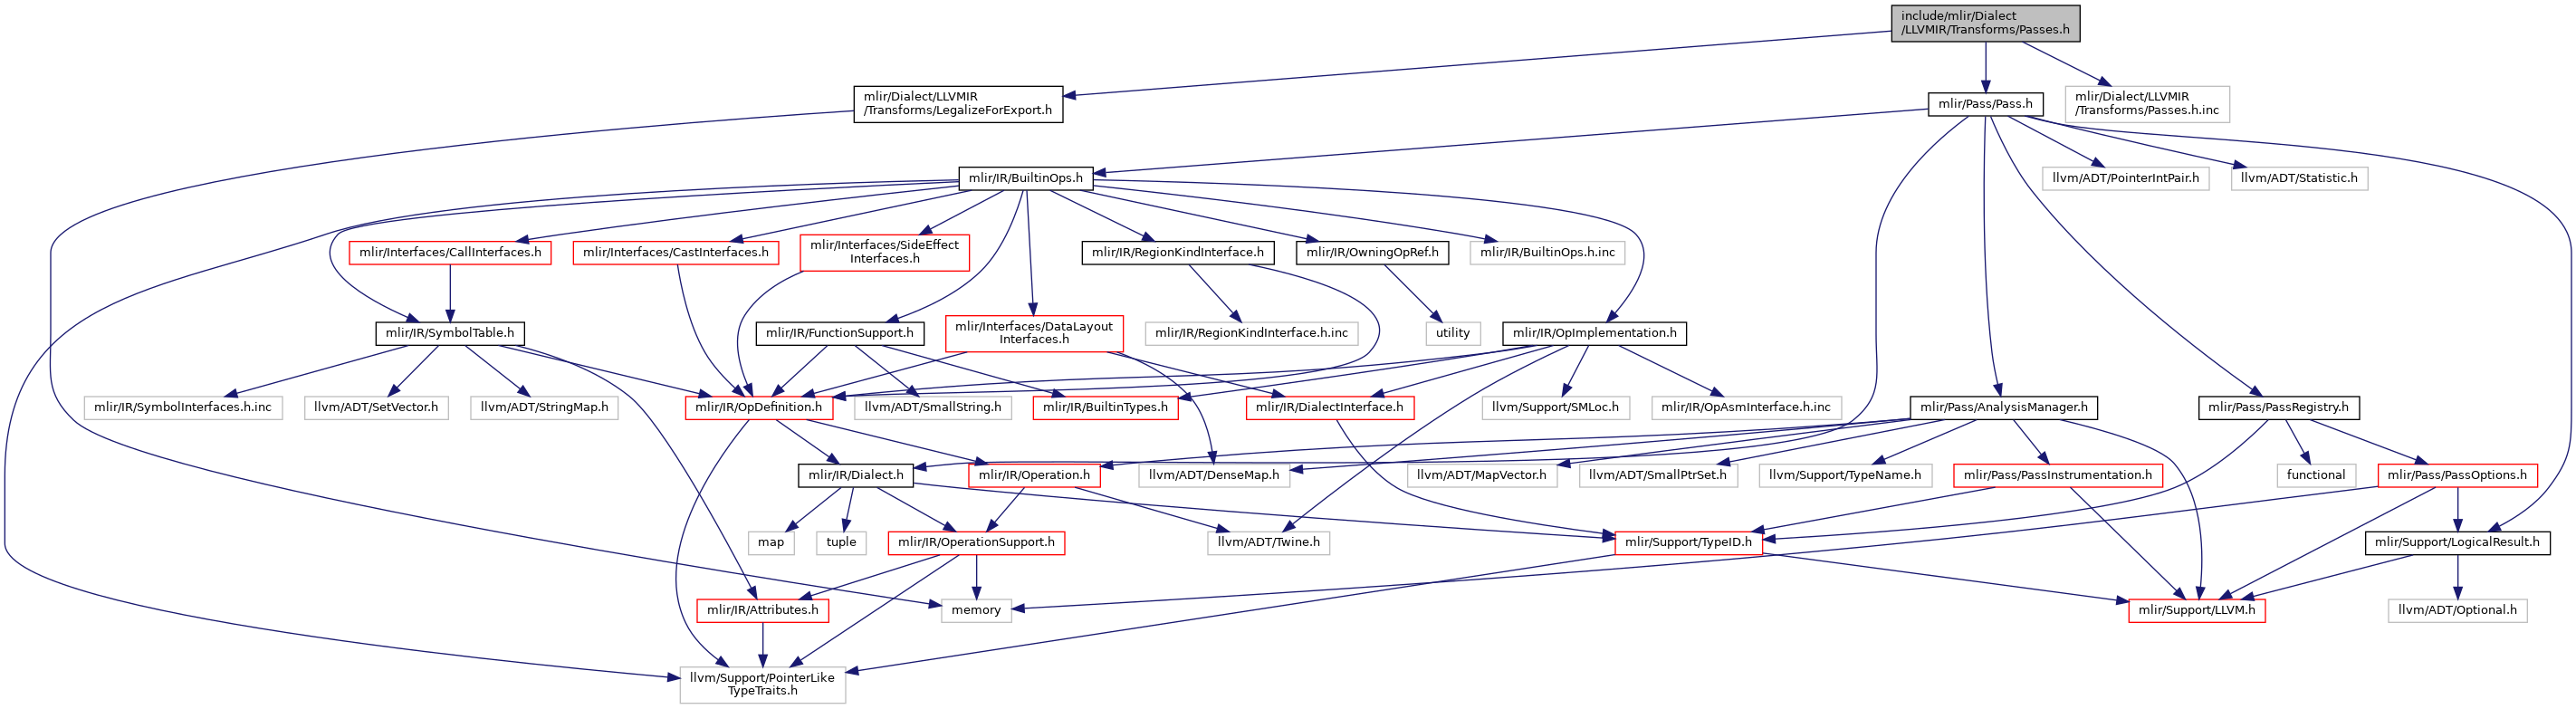 include/mlir/Dialect
/LLVMIR/Transforms/Passes.h
mlir/Dialect/LLVMIR
/Transforms/LegalizeForExport.h
mlir/Pass/Pass.h
mlir/Dialect/LLVMIR
/Transforms/Passes.h.inc
mlir/IR/BuiltinOps.h
llvm/ADT/PointerIntPair.h
llvm/ADT/Statistic.h
mlir/Interfaces/CallInterfaces.h
mlir/Interfaces/CastInterfaces.h
mlir/Interfaces/SideEffect
Interfaces.h
mlir/IR/RegionKindInterface.h
mlir/IR/OwningOpRef.h
mlir/IR/BuiltinOps.h.inc
mlir/IR/SymbolTable.h
mlir/IR/FunctionSupport.h
mlir/Interfaces/DataLayout
Interfaces.h
mlir/IR/RegionKindInterface.h.inc
utility
mlir/IR/OpImplementation.h
mlir/IR/SymbolInterfaces.h.inc
llvm/ADT/SetVector.h
llvm/ADT/StringMap.h
mlir/IR/OpDefinition.h
llvm/ADT/SmallString.h
mlir/IR/BuiltinTypes.h
mlir/IR/DialectInterface.h
llvm/Support/SMLoc.h
mlir/IR/OpAsmInterface.h.inc
mlir/Pass/AnalysisManager.h
mlir/Pass/PassRegistry.h
mlir/IR/Dialect.h
mlir/IR/Operation.h
llvm/ADT/DenseMap.h
llvm/ADT/MapVector.h
llvm/ADT/SmallPtrSet.h
llvm/Support/TypeName.h
mlir/Pass/PassInstrumentation.h
functional
mlir/Pass/PassOptions.h
map
tuple
mlir/IR/OperationSupport.h
llvm/ADT/Twine.h
mlir/Support/TypeID.h
mlir/Support/LogicalResult.h
mlir/IR/Attributes.h
memory
mlir/Support/LLVM.h
llvm/ADT/Optional.h
llvm/Support/PointerLike
TypeTraits.h